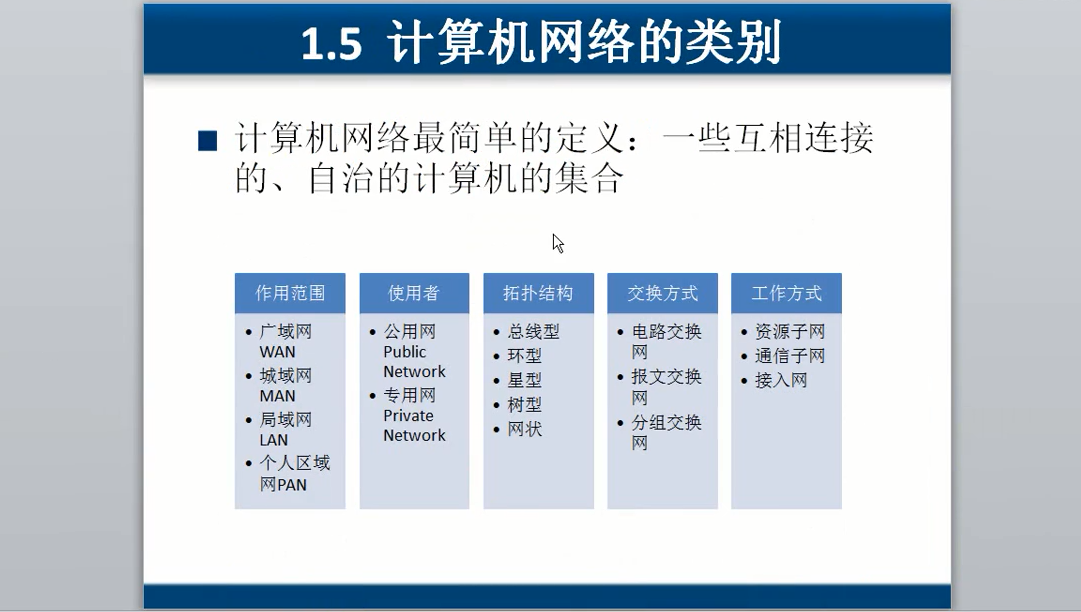 1.5 计算机网络的类别
计算机网络最简单的定义：一些互相连接
的、自治的计算机的集合
作用范围
• 广域网
WAN
• 城域网
MAN
• 局域网
LAN
• 个人区域
网PAN
使用者
• 公用网
Public
Network
• 专用网
Private
Network
拓扑结构
• 总线型
• 环型
• 星型
• 树型
• 网状
交换方式
• 电路交换
网
• 报文交换
网
• 分组交换
网
工作方式
• 资源子网
• 通信子网
• 接入网